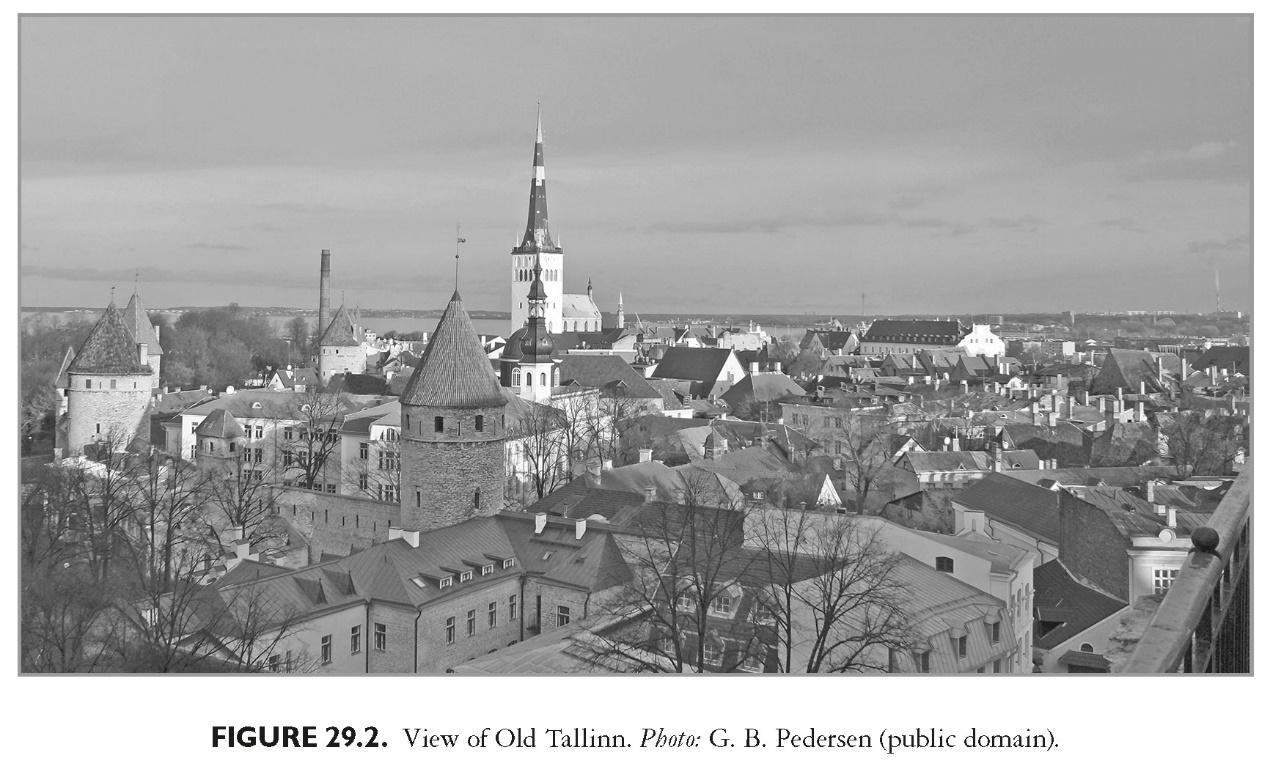 FIGURE 29.2. View of Old Tallinn. Photo: G. B. Pedersen (public domain).